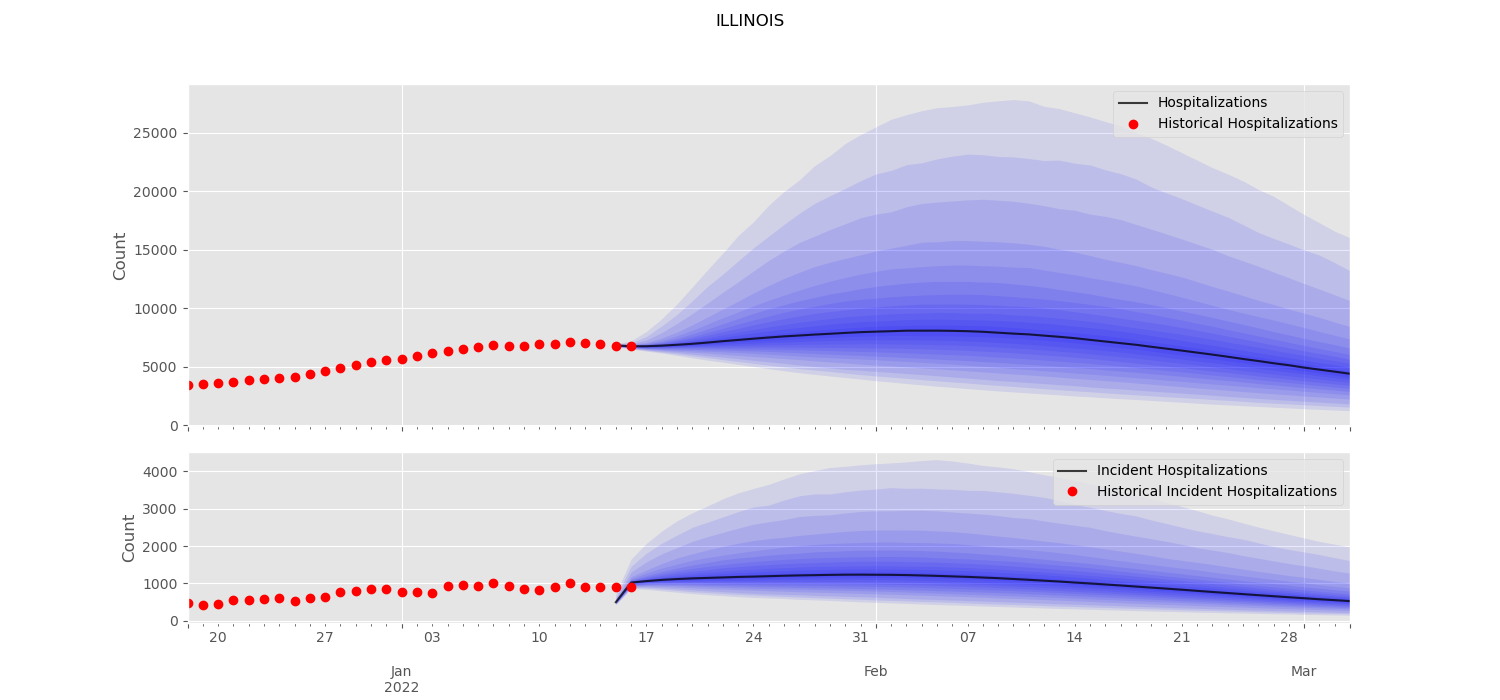 ILLINOIS
Count
25000
20000
15000
10000
5000
0
Hospitalizations
Historical Hospitalizations
Count
4000
3000
2000
1000
0
Incident Hospitalizations
Historical Incident Hospitalizations
20 27 03 10 17 24 31 07 14 21 28
Jan Feb Mar
2022